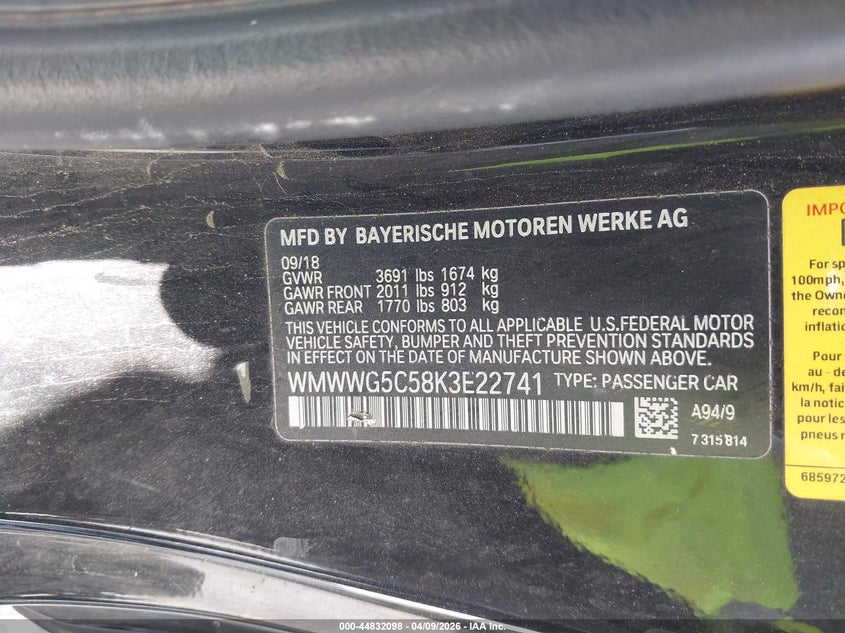 MFD BY BAYERISCHE MOTOREN WERKE AG
09/18
GVWR 3691 lbs 1674 kg
GAWR FRONT 2011 lbs 912 kg
GAWR REAR 1770 lbs 803 kg
THIS VEHICLE CONFORMS TO ALL APPLICABLE U.S.FEDERAL MOTOR
VEHICLE SAFETY, BUMPER AND THEFT PREVENTION STANDARDS
IN EFFECT ON THE DATE OF MANUFACTURE SHOWN ABOVE.
WMWWG5C58K3E22741 TYPE: PASSENGER CAR
A94/9
7315814
IMPO
For sp
100mph,
the Own
recon
inflatio
Pour
au - de
km/h, fai
la notice
pour les
pneus r
685972
000-44832098 - 04/09/2026 - IAA Inc.